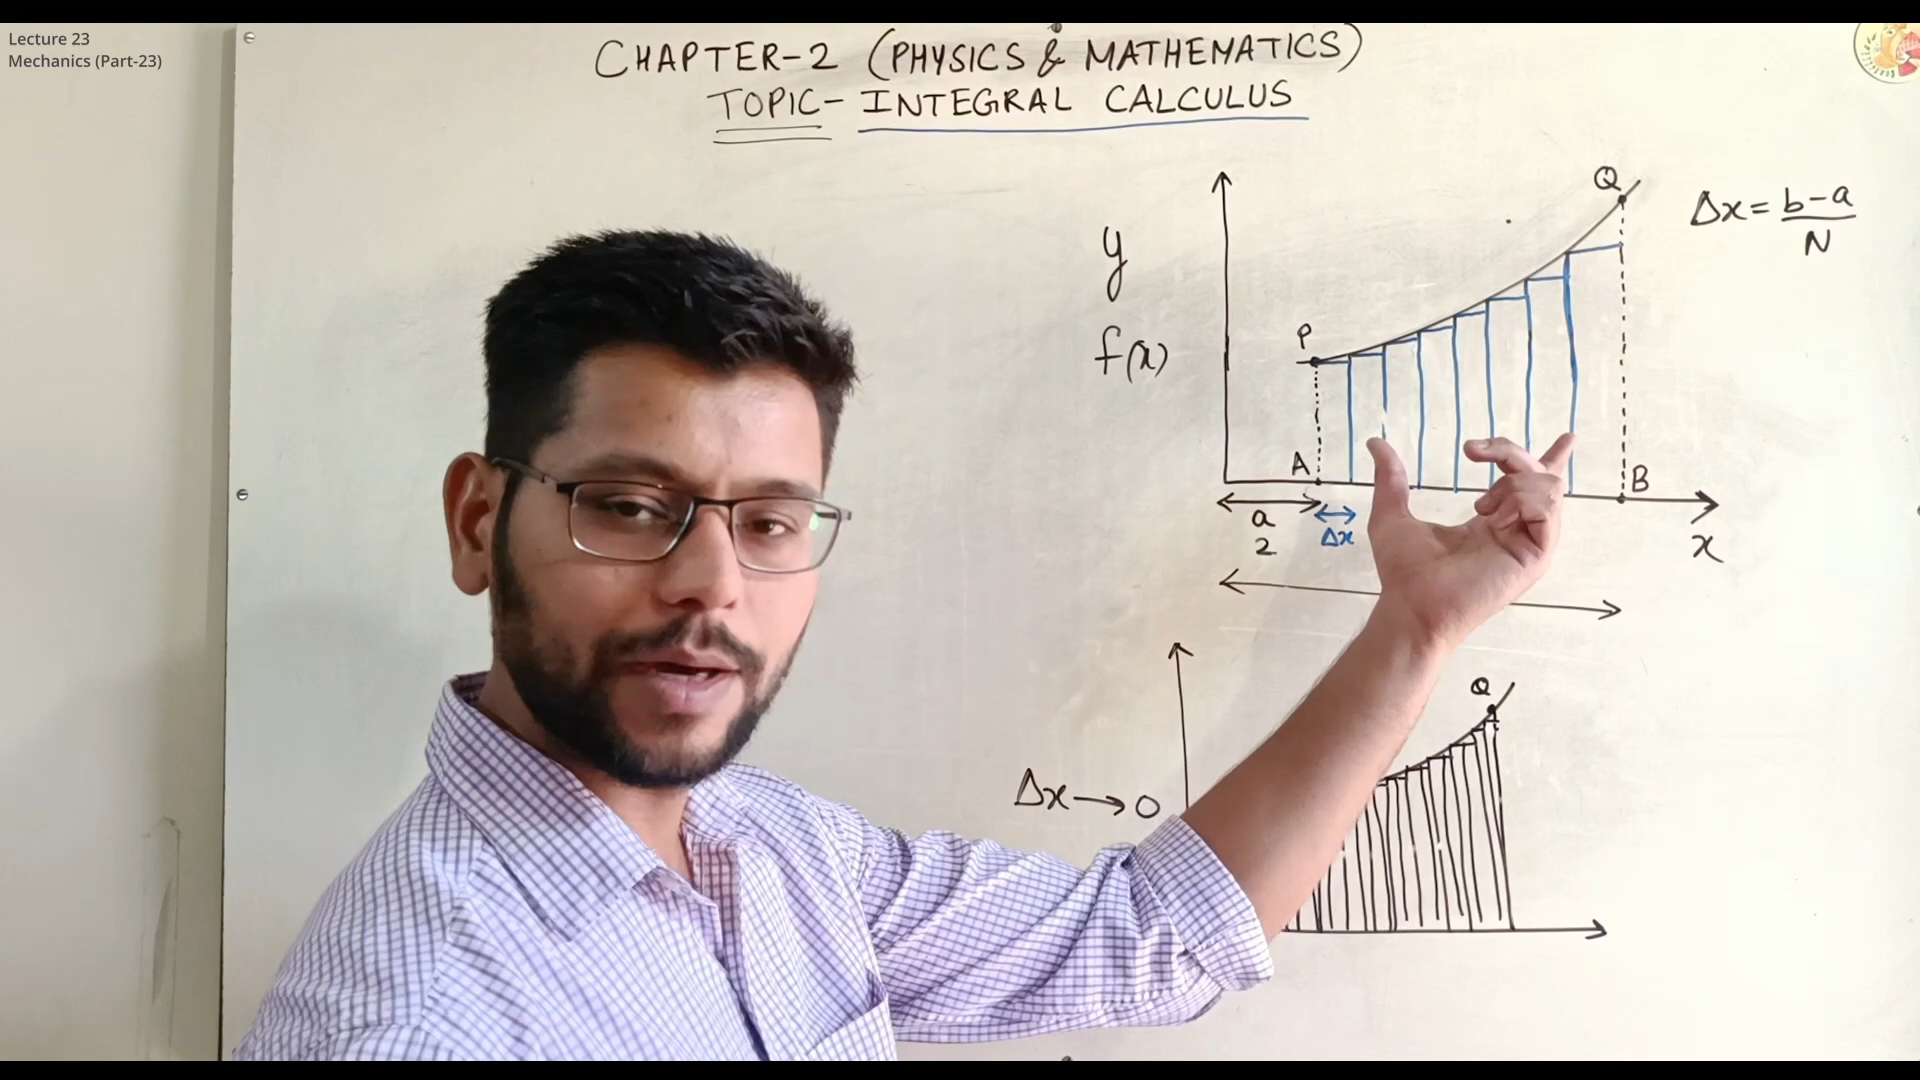 Lecture 23
Mechanics (Part-23)
CHAPTER-2 (PHYSICS & MATHEMATICS)
TOPIC- INTEGRAL CALCULUS
Q
Δx = b-a
N
y
f(x)
P
A
B
a
2
Δx
x
Q
Δx → 0